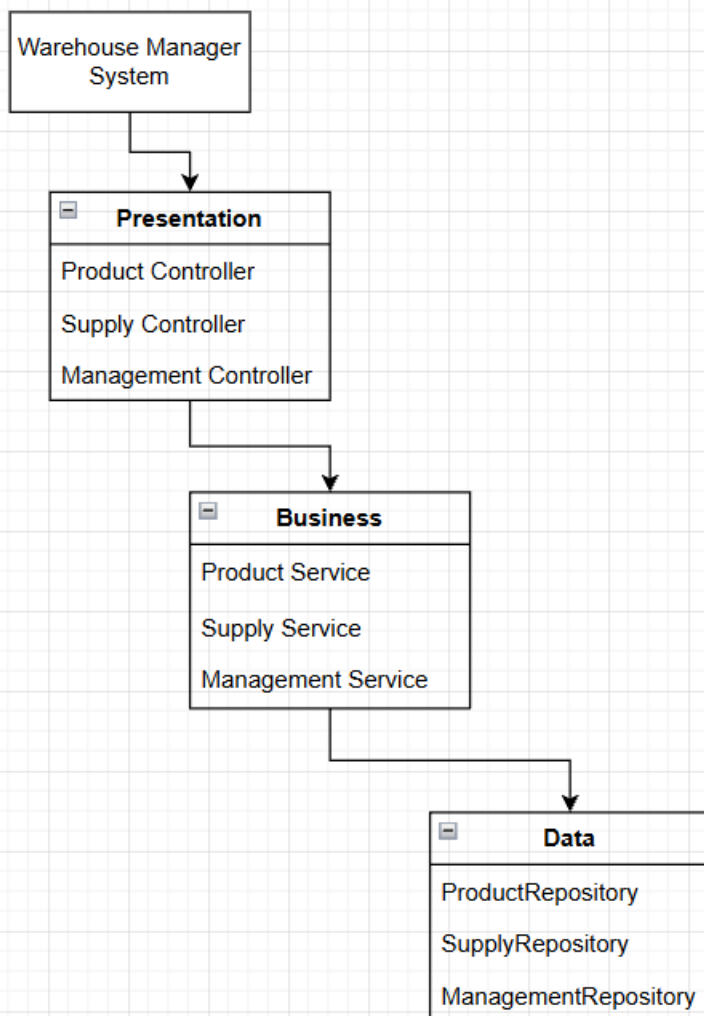 Warehouse Manager
System
Presentation
Product Controller
Supply Controller
Management Controller
Business
Product Service
Supply Service
Management Service
Data
ProductRepository
SupplyRepository
ManagementRepository